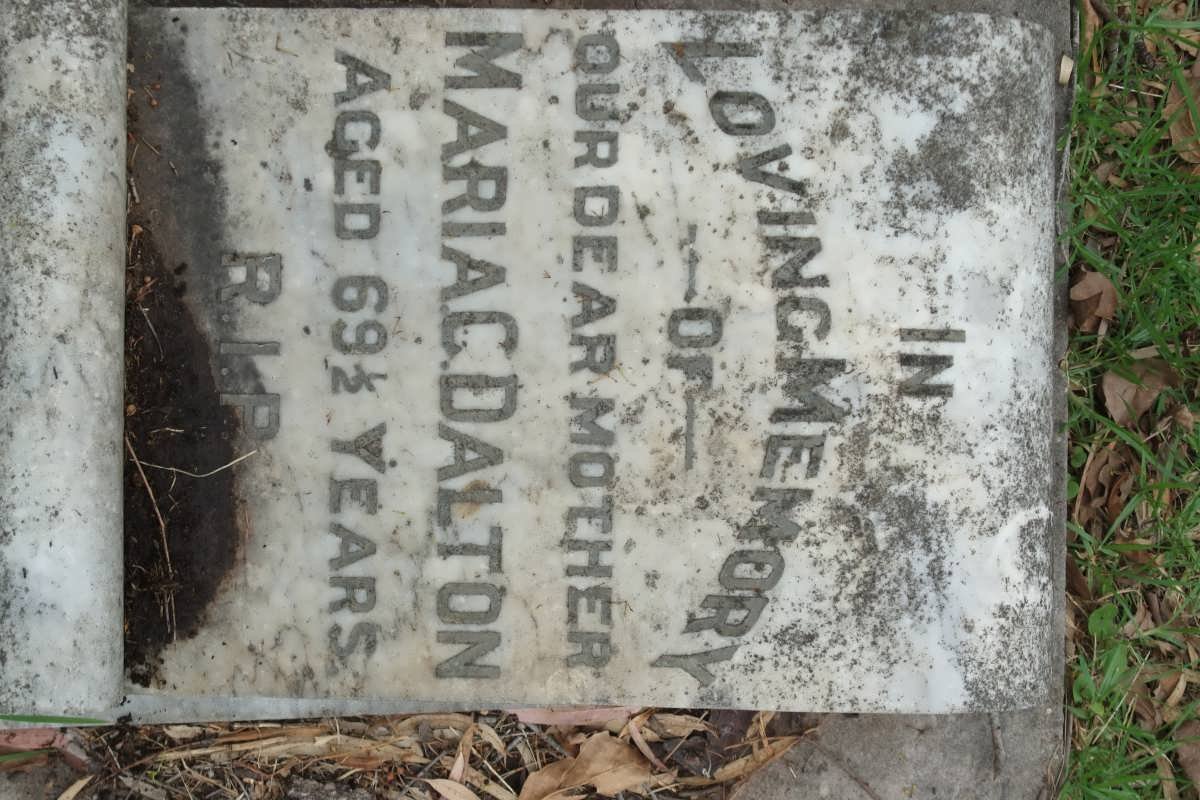 IN
LOVING MEMORY
OF
OUR DEAR MOTHER
MARIA C DALTON
AGED 69½ YEARS
R.I.P